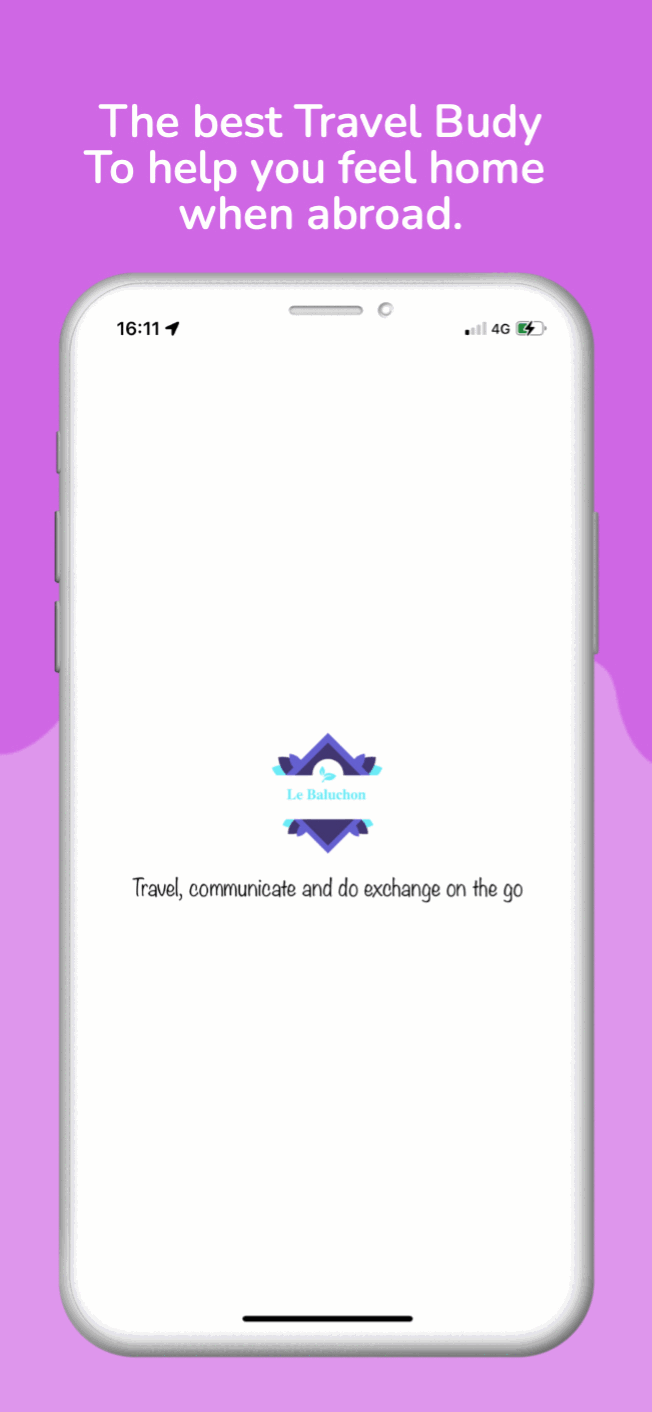 The best Travel Budy
To help you feel home
when abroad.
16:11
4G
Le Baluchon
Travel, communicate and do exchange on the go